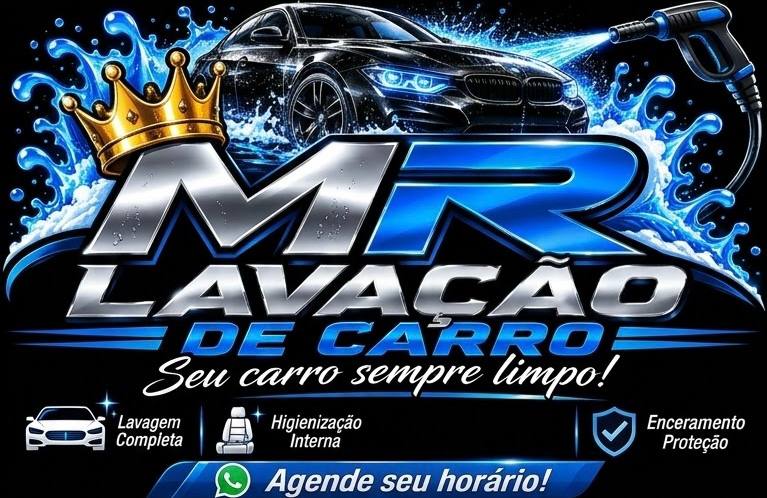 MR
LAVAÇÃO
DE CARRO
Seu carro sempre limpo!
Lavagem
Completa
Higienização
Interna
Enceramento
Proteção
Agende seu horário!